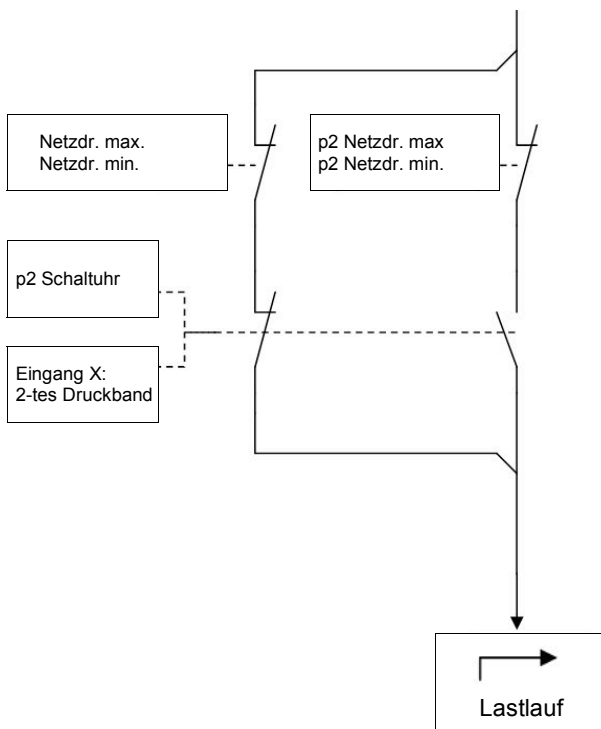 Netzdr. max.
Netzdr. min.
p2 Netzdr. max
p2 Netzdr. min.
p2 Schaltuhr
Eingang X:
2-tes Druckband
Lastlauf